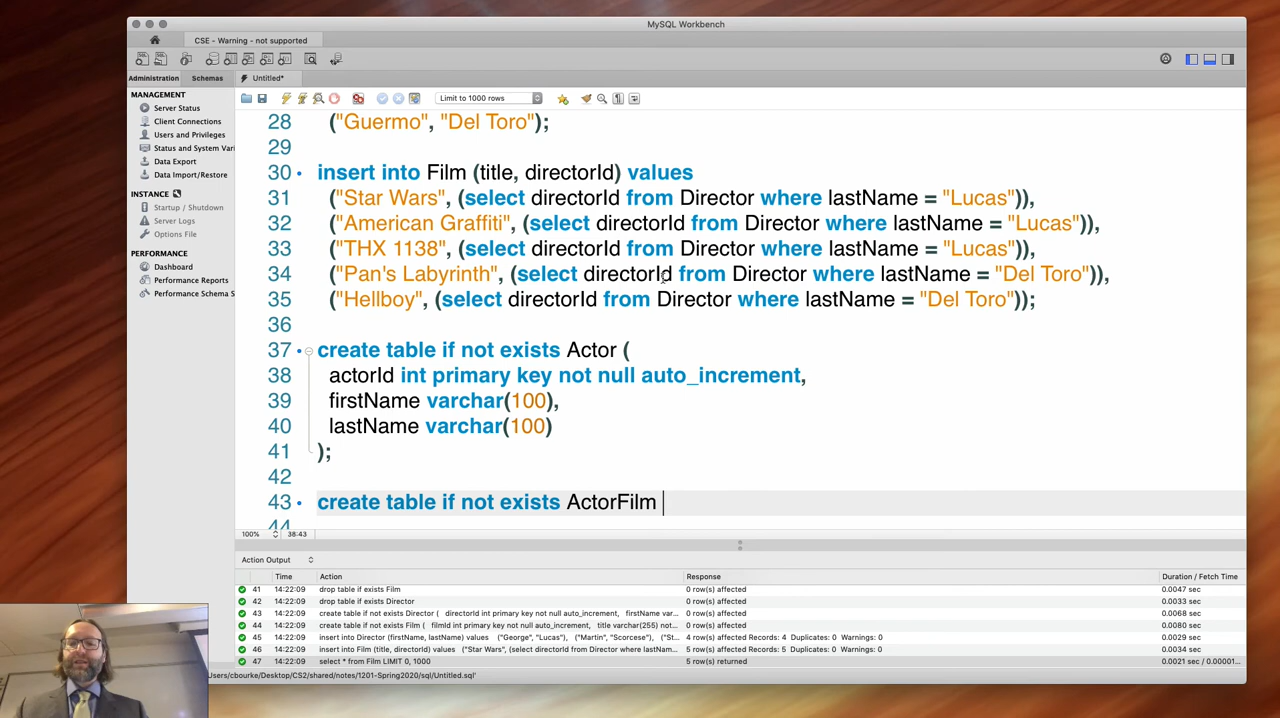 MySQL Workbench
CSE - Warning - not supported
Administration Schemas Untitled*
MANAGEMENT
Server Status
Client Connections
Users and Privileges
Status and System Vari
Data Export
Data Import/Restore
INSTANCE
Startup / Shutdown
Server Logs
Options File
PERFORMANCE
Dashboard
Performance Reports
Performance Schema S
Limit to 1000 rows
28 ("Guermo", "Del Toro");
29
30 insert into Film (title, directorId) values
31 ("Star Wars", (select directorId from Director where lastName = "Lucas")),
32 ("American Graffiti", (select directorId from Director where lastName = "Lucas")),
33 ("THX 1138", (select directorId from Director where lastName = "Lucas")),
34 ("Pan's Labyrinth", (select directorId from Director where lastName = "Del Toro")),
35 ("Hellboy", (select directorId from Director where lastName = "Del Toro"));
36
37 create table if not exists Actor (
38 actorId int primary key not null auto_increment,
39 firstName varchar(100),
40 lastName varchar(100)
41 );
42
43 create table if not exists ActorFilm
44
100% 38:43
Action Output
Time Action Response Duration / Fetch Time
41 14:22:09 drop table if exists Film 0 row(s) affected 0.0047 sec
42 14:22:09 drop table if exists Director 0 row(s) affected 0.0033 sec
43 14:22:09 create table if not exists Director ( directorId int primary key not null auto_increment, firstName var... 0 row(s) affected 0.0068 sec
44 14:22:09 create table if not exists Film ( filmId int primary key not null auto_increment, title varchar(255) not... 0 row(s) affected 0.0080 sec
45 14:22:09 insert into Director (firstName, lastName) values ("George", "Lucas"), ("Martin", "Scorcese"), ("St... 4 row(s) affected Records: 4 Duplicates: 0 Warnings: 0 0.0029 sec
46 14:22:09 insert into Film (title, directorId) values ("Star Wars", (select directorId from Director where lastNam... 5 row(s) affected Records: 5 Duplicates: 0 Warnings: 0 0.0034 sec
47 14:22:09 select * from Film LIMIT 0, 1000 5 row(s) returned 0.0021 sec / 0.00001...
Users/cbourke/Desktop/CS2/shared/notes/1201-Spring2020/sql/Untitled.sql'